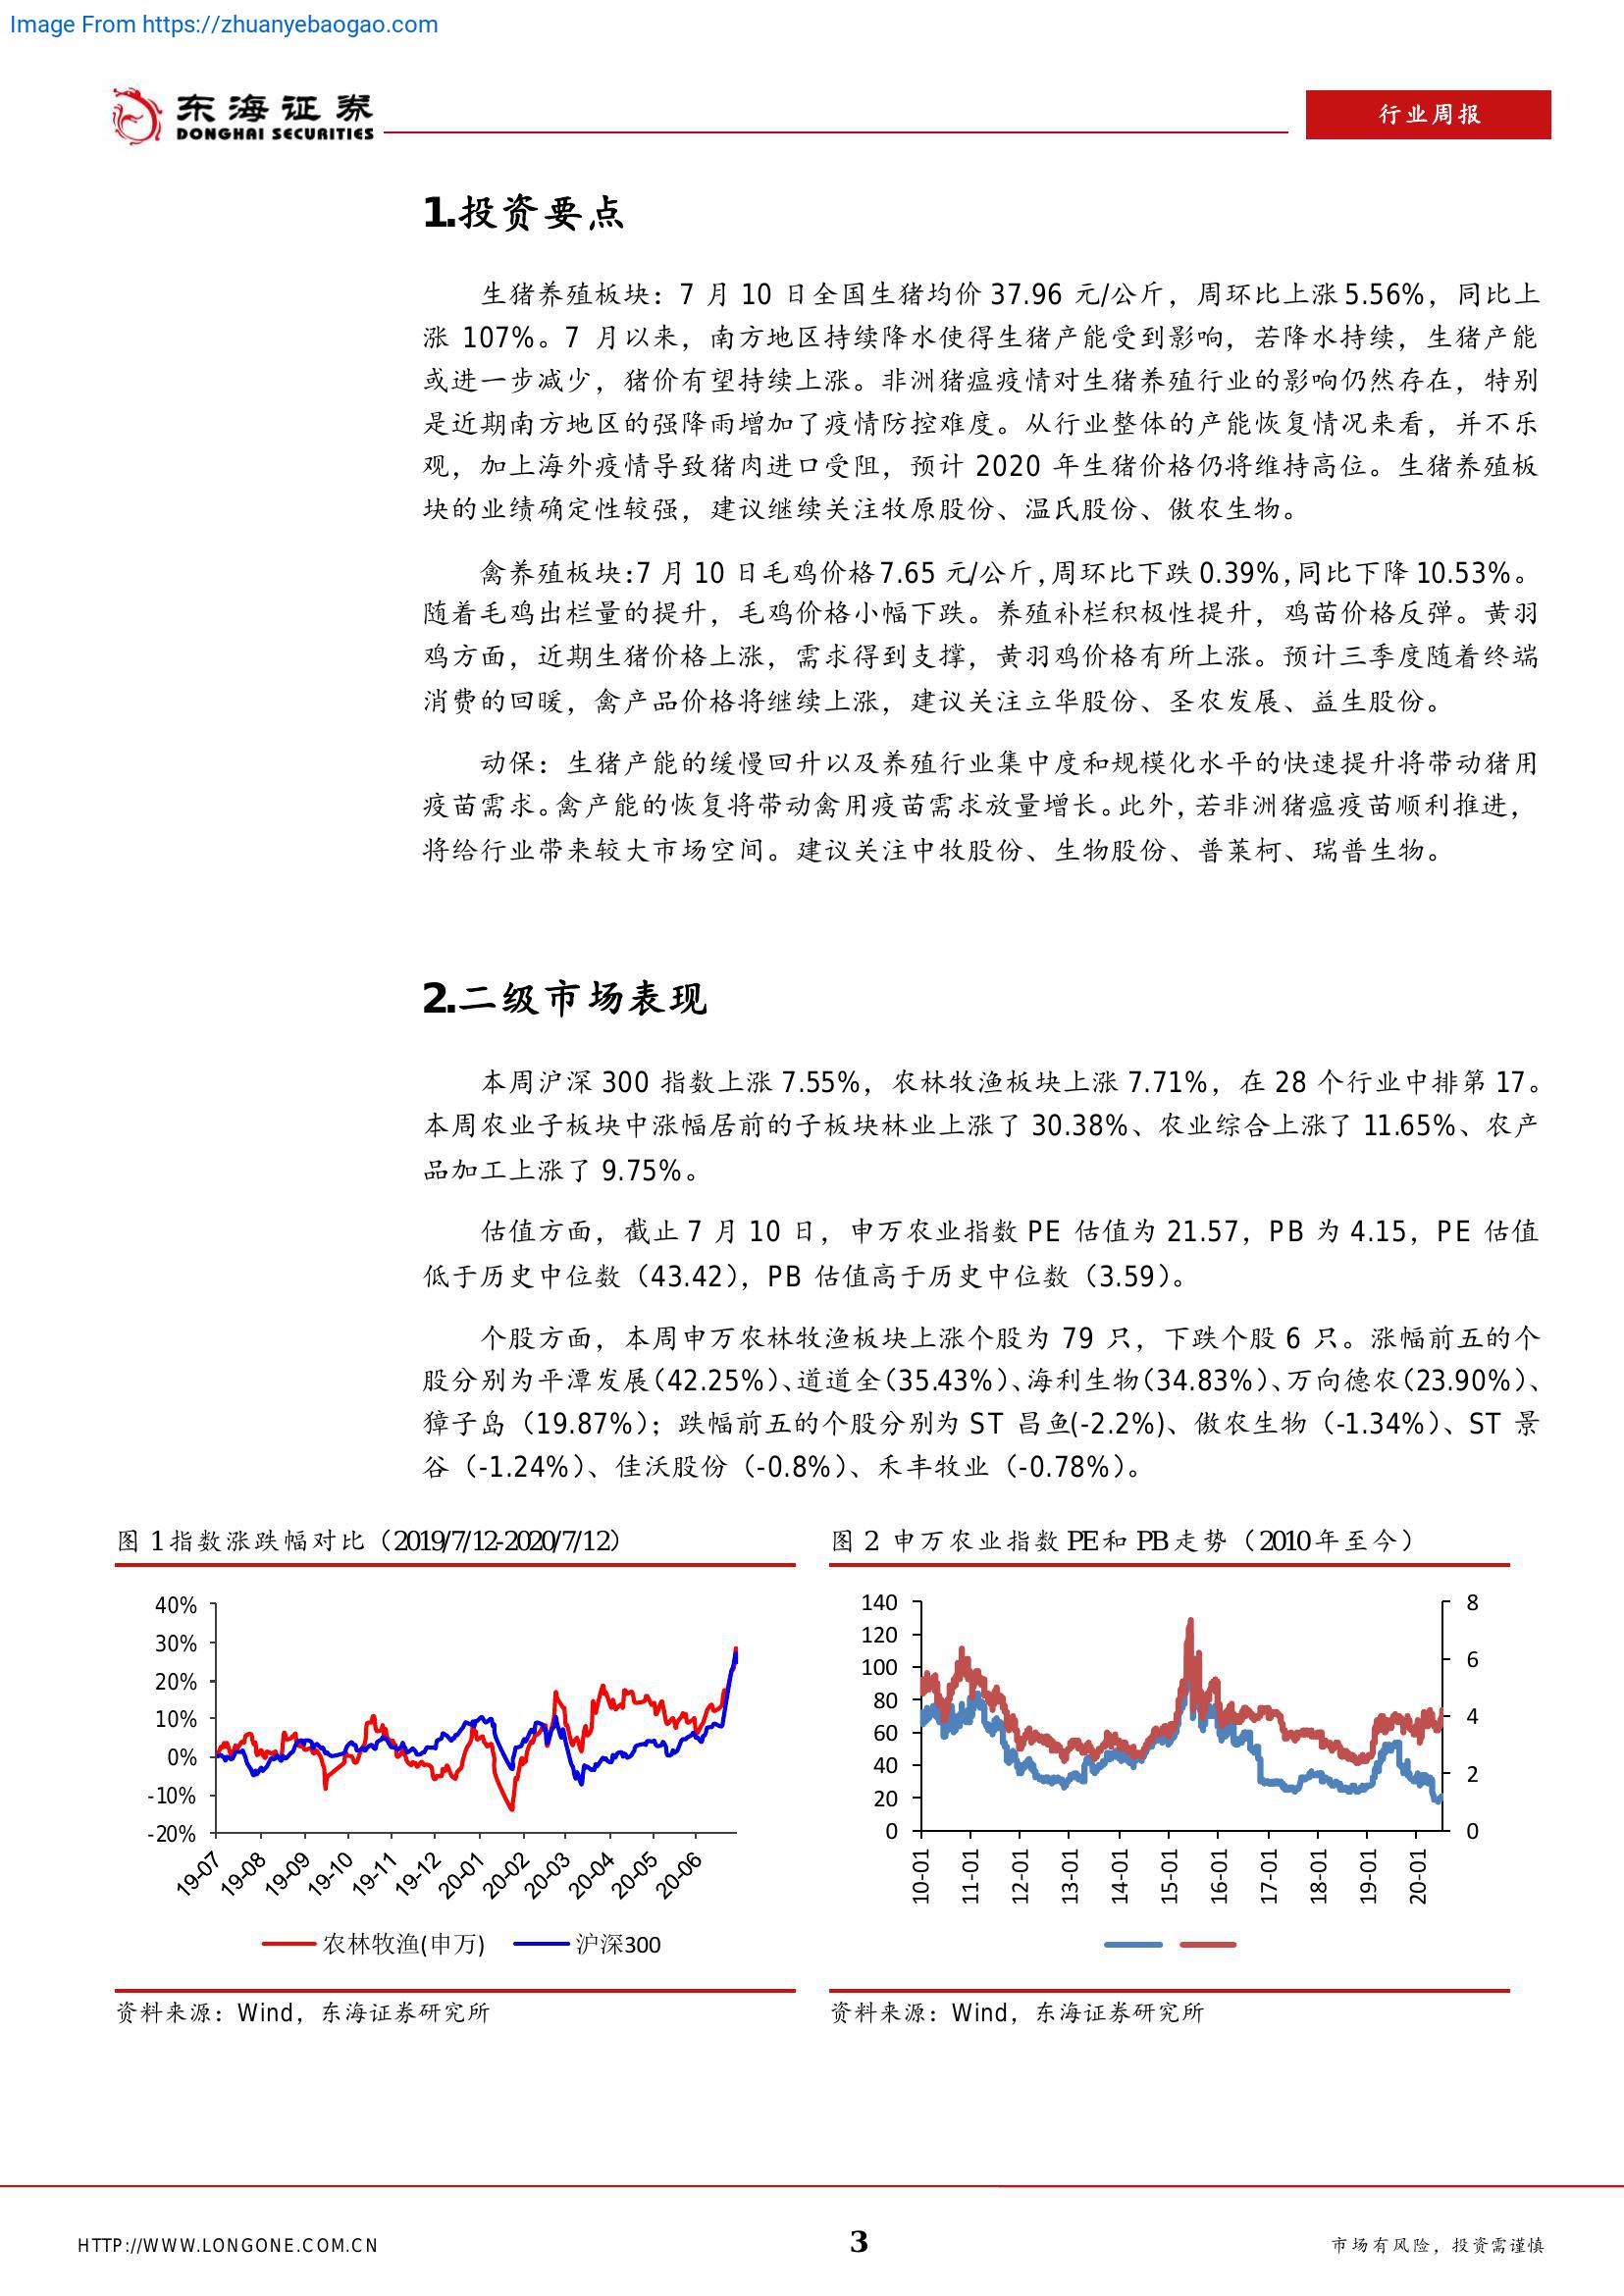 Image From https://zhuanyebaogao.com
东海证券
DONGHAI SECURITIES
行业周报
1.投资要点
生猪养殖板块：7 月 10 日全国生猪均价 37.96 元/公斤，周环比上涨 5.56%，同比上
涨 107%。7 月以来，南方地区持续降水使得生猪产能受到影响，若降水持续，生猪产能
或进一步减少，猪价有望持续上涨。非洲猪瘟疫情对生猪养殖行业的影响仍然存在，特别
是近期南方地区的强降雨增加了疫情防控难度。从行业整体的产能恢复情况来看，并不乐
观，加上海外疫情导致猪肉进口受阻，预计 2020 年生猪价格仍将维持高位。生猪养殖板
块的业绩确定性较强，建议继续关注牧原股份、温氏股份、傲农生物。
禽养殖板块:7 月 10 日毛鸡价格 7.65 元/公斤，周环比下跌 0.39%，同比下降 10.53%。
随着毛鸡出栏量的提升，毛鸡价格小幅下跌。养殖补栏积极性提升，鸡苗价格反弹。黄羽
鸡方面，近期生猪价格上涨，需求得到支撑，黄羽鸡价格有所上涨。预计三季度随着终端
消费的回暖，禽产品价格将继续上涨，建议关注立华股份、圣农发展、益生股份。
动保：生猪产能的缓慢回升以及养殖行业集中度和规模化水平的快速提升将带动猪用
疫苗需求。禽产能的恢复将带动禽用疫苗需求放量增长。此外，若非洲猪瘟疫苗顺利推进，
将给行业带来较大市场空间。建议关注中牧股份、生物股份、普莱柯、瑞普生物。
2.二级市场表现
本周沪深 300 指数上涨 7.55%，农林牧渔板块上涨 7.71%，在 28 个行业中排第 17。
本周农业子板块中涨幅居前的子板块林业上涨了 30.38%、农业综合上涨了 11.65%、农产
品加工上涨了 9.75%。
估值方面，截止 7 月 10 日，申万农业指数 PE 估值为 21.57，PB 为 4.15，PE 估值
低于历史中位数（43.42），PB 估值高于历史中位数（3.59）。
个股方面，本周申万农林牧渔板块上涨个股为 79 只，下跌个股 6 只。涨幅前五的个
股分别为平潭发展（42.25%）、道道全（35.43%）、海利生物（34.83%）、万向德农（23.90%）、
獐子岛（19.87%）；跌幅前五的个股分别为 ST 昌鱼(-2.2%)、傲农生物（-1.34%）、ST 景
谷（-1.24%）、佳沃股份（-0.8%）、禾丰牧业（-0.78%）。
图 1 指数涨跌幅对比（2019/7/12-2020/7/12）
40%
30%
20%
10%
0%
-10%
-20%
19-07 19-08 19-09 19-10 19-11 19-12 20-01 20-02 20-03 20-04 20-05 20-06
农林牧渔(申万) 沪深300
资料来源：Wind，东海证券研究所
图 2 申万农业指数 PE 和 PB 走势（2010 年至今）
140
120
100
80
60
40
20
0
8
6
4
2
0
10-01 11-01 12-01 13-01 14-01 15-01 16-01 17-01 18-01 19-01 20-01
资料来源：Wind，东海证券研究所
HTTP://WWW.LONGONE.COM.CN
3
市场有风险，投资需谨慎